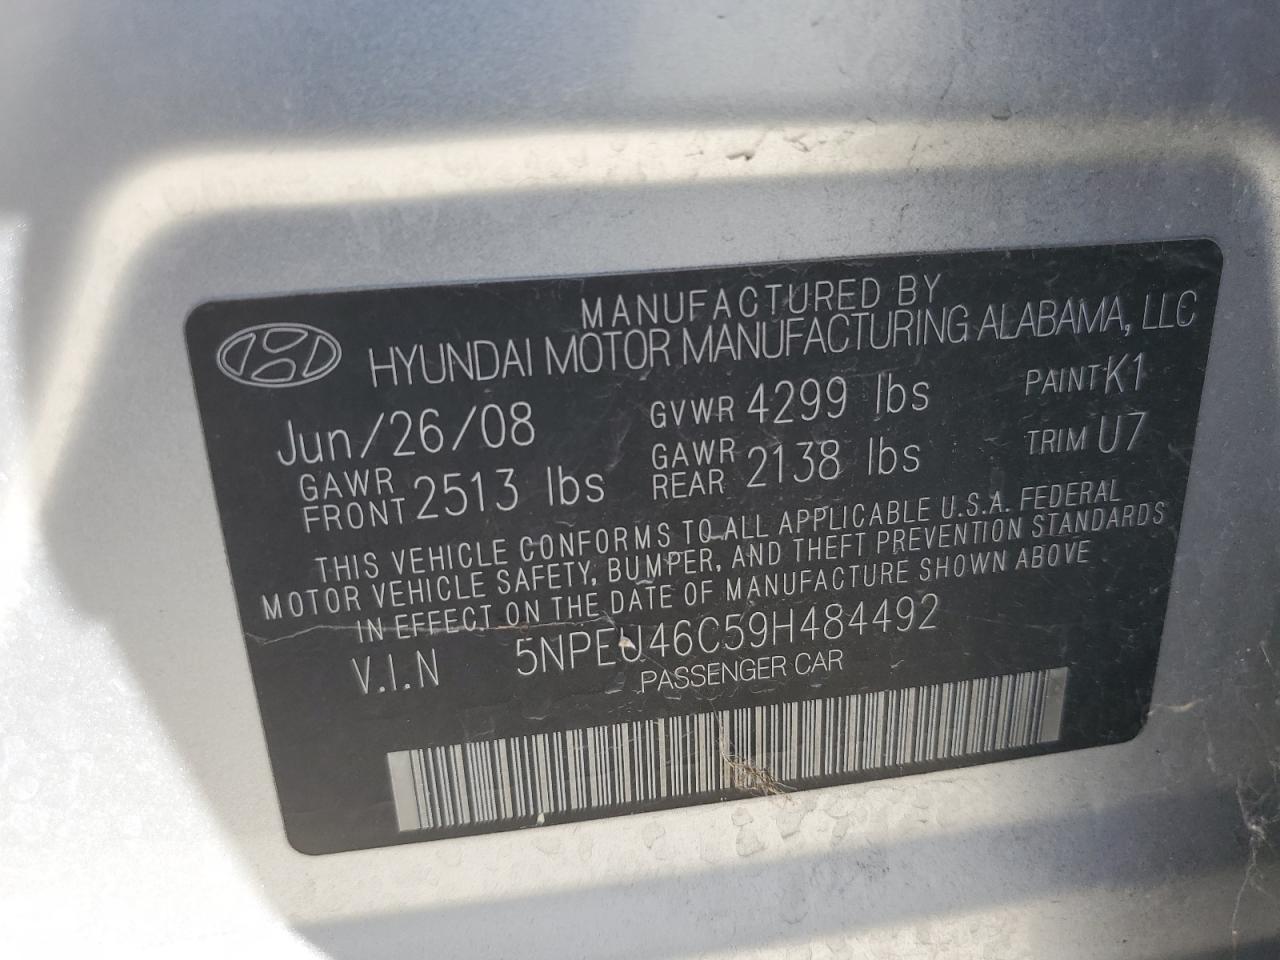 MANUFACTURED BY
HYUNDAI MOTOR MANUFACTURING ALABAMA, LLC
Jun/26/08 GVWR 4299 lbs PAINT K1
GAWR FRONT 2513 lbs GAWR REAR 2138 lbs TRIM U7
THIS VEHICLE CONFORMS TO ALL APPLICABLE U.S.A. FEDERAL
MOTOR VEHICLE SAFETY, BUMPER, AND THEFT PREVENTION STANDARDS
IN EFFECT ON THE DATE OF MANUFACTURE SHOWN ABOVE
V.I.N 5NPEU46C59H484492
PASSENGER CAR